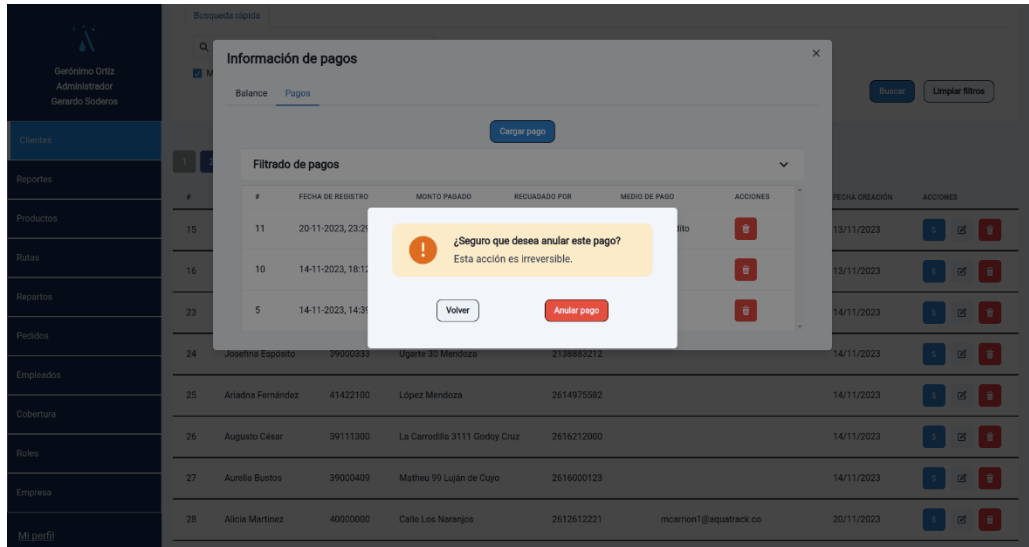 Busqueda rápida
Gerónimo Ortiz
Administrador
Gerardo Soderos
Clientes
Reportes
Productos
Rutas
Repartos
Pedidos
Empleados
Cobertura
Roles
Empresa
Mi perfil
M
Buscar
Limpiar filtros
Información de pagos
×
Balance Pagos
Cargar pago
Filtrado de pagos
# FECHA DE REGISTRO MONTO PAGADO RECUADADO POR MEDIO DE PAGO ACCIONES
11 20-11-2023, 23:29
10 14-11-2023, 18:12
5 14-11-2023, 14:39
¿Seguro que desea anular este pago?
Esta acción es irreversible.
Volver Anular pago
1 2
# FECHA CREACIÓN ACCIONES
15 13/11/2023 $
16 13/11/2023 $
23 14/11/2023 $
24 Josefina Esposito 39000333 Ugarte 30 Mendoza 2138883212 14/11/2023 $
25 Ariadna Fernández 41422100 López Mendoza 2614975582 14/11/2023 $
26 Augusto César 39111300 La Carrodilla 3111 Godoy Cruz 2616212000 14/11/2023 $
27 Aurelia Bustos 39000409 Matheu 99 Luján de Cuyo 2616000123 14/11/2023 $
28 Alicia Martinez 40000000 Calle Los Naranjos 2612612221 mcarrion1@aquatrack.co 20/11/2023 $